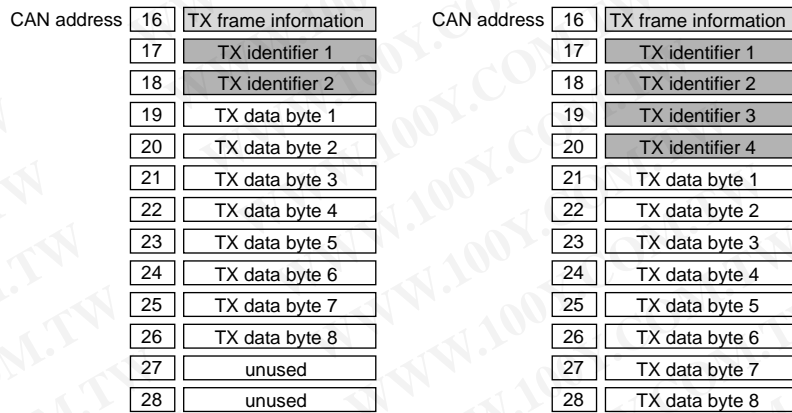 CAN address 16 TX frame information
17 TX identifier 1
18 TX identifier 2
19 TX data byte 1
20 TX data byte 2
21 TX data byte 3
22 TX data byte 4
23 TX data byte 5
24 TX data byte 6
25 TX data byte 7
26 TX data byte 8
27 unused
28 unused
CAN address 16 TX frame information
17 TX identifier 1
18 TX identifier 2
19 TX identifier 3
20 TX identifier 4
21 TX data byte 1
22 TX data byte 2
23 TX data byte 3
24 TX data byte 4
25 TX data byte 5
26 TX data byte 6
27 TX data byte 7
28 TX data byte 8
WWW.100Y.COM.TW